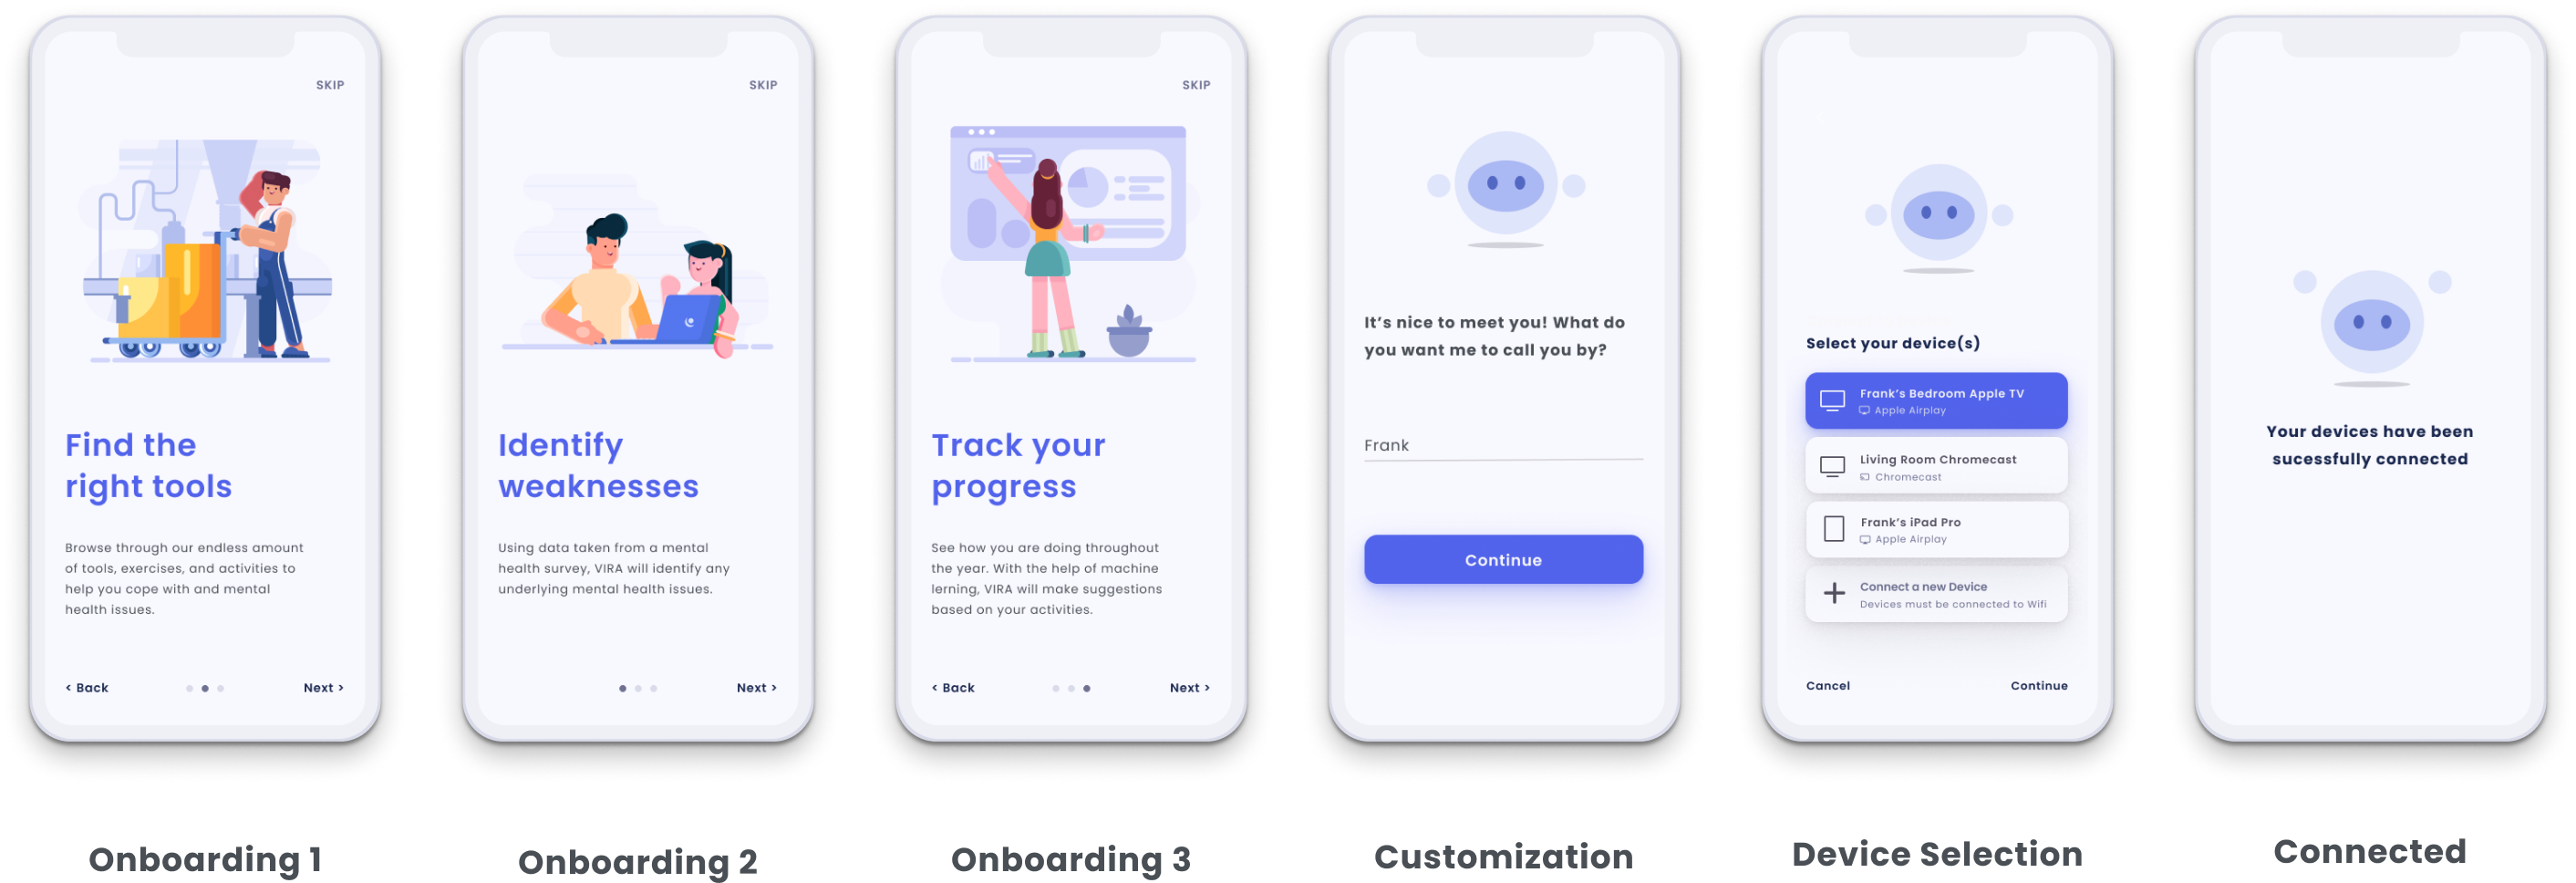 SKIP
Find the
right tools
Browse through our endless amount
of tools, exercises, and activities to
help you cope with and mental
health issues.
< Back
Next >
Onboarding 1
SKIP
Identify
weaknesses
Using data taken from a mental
health survey, VIRA will identify any
underlying mental health issues.
Next >
Onboarding 2
SKIP
Track your
progress
See how you are doing throughout
the year. With the help of machine
lerning, VIRA will make suggestions
based on your activities.
< Back
Next >
Onboarding 3
It's nice to meet you! What do
you want me to call you by?
Frank
Continue
Customization
Select your device(s)
Frank's Bedroom Apple TV
Apple Airplay
Living Room Chromecast
Chromecast
Frank's iPad Pro
Apple Airplay
Connect a new Device
Devices must be connected to Wifi
Cancel
Continue
Device Selection
Your devices have been
sucessfully connected
Connected